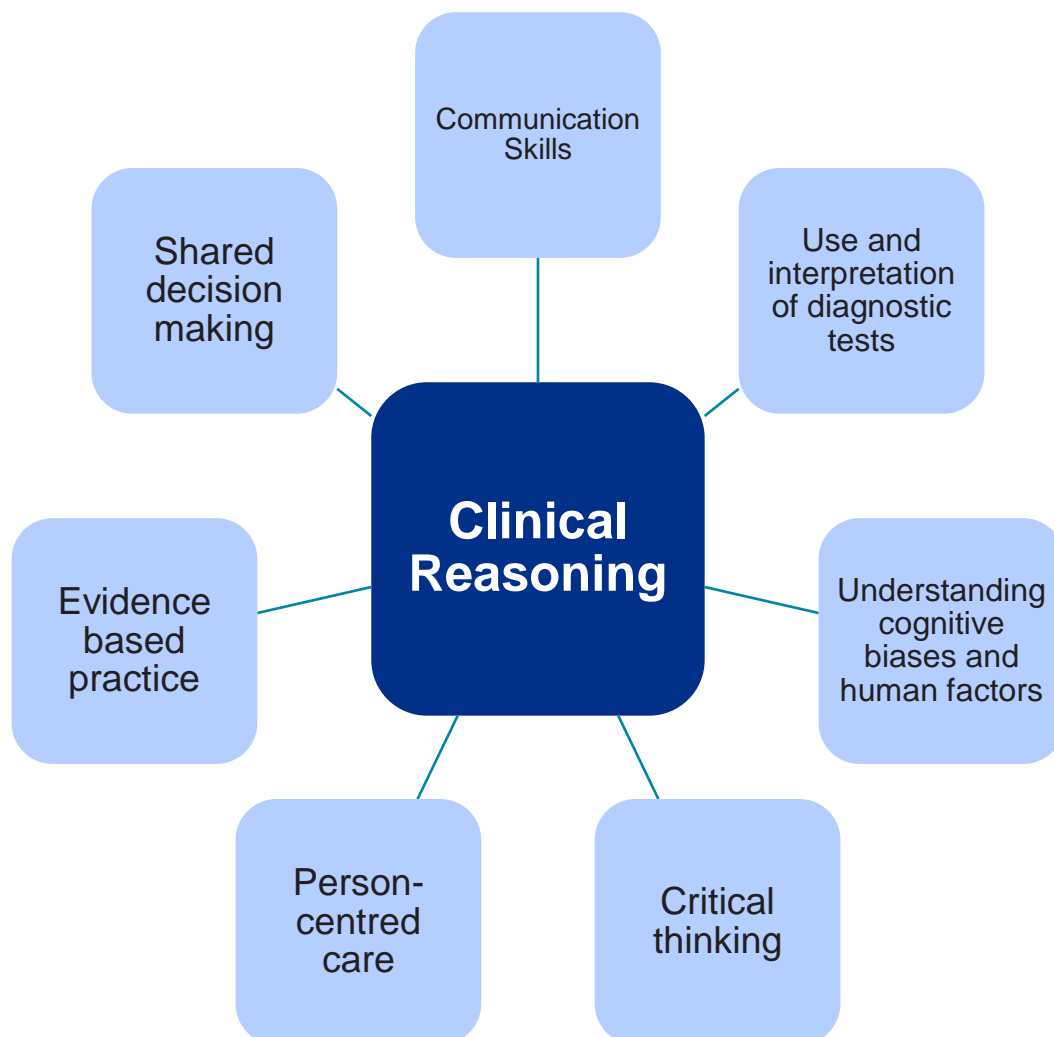 Communication
Skills
Use and
interpretation
of diagnostic
tests
Understanding
cognitive
biases and
human factors
Critical
thinking
Person-
centred
care
Evidence
based
practice
Shared
decision
making
Clinical
Reasoning